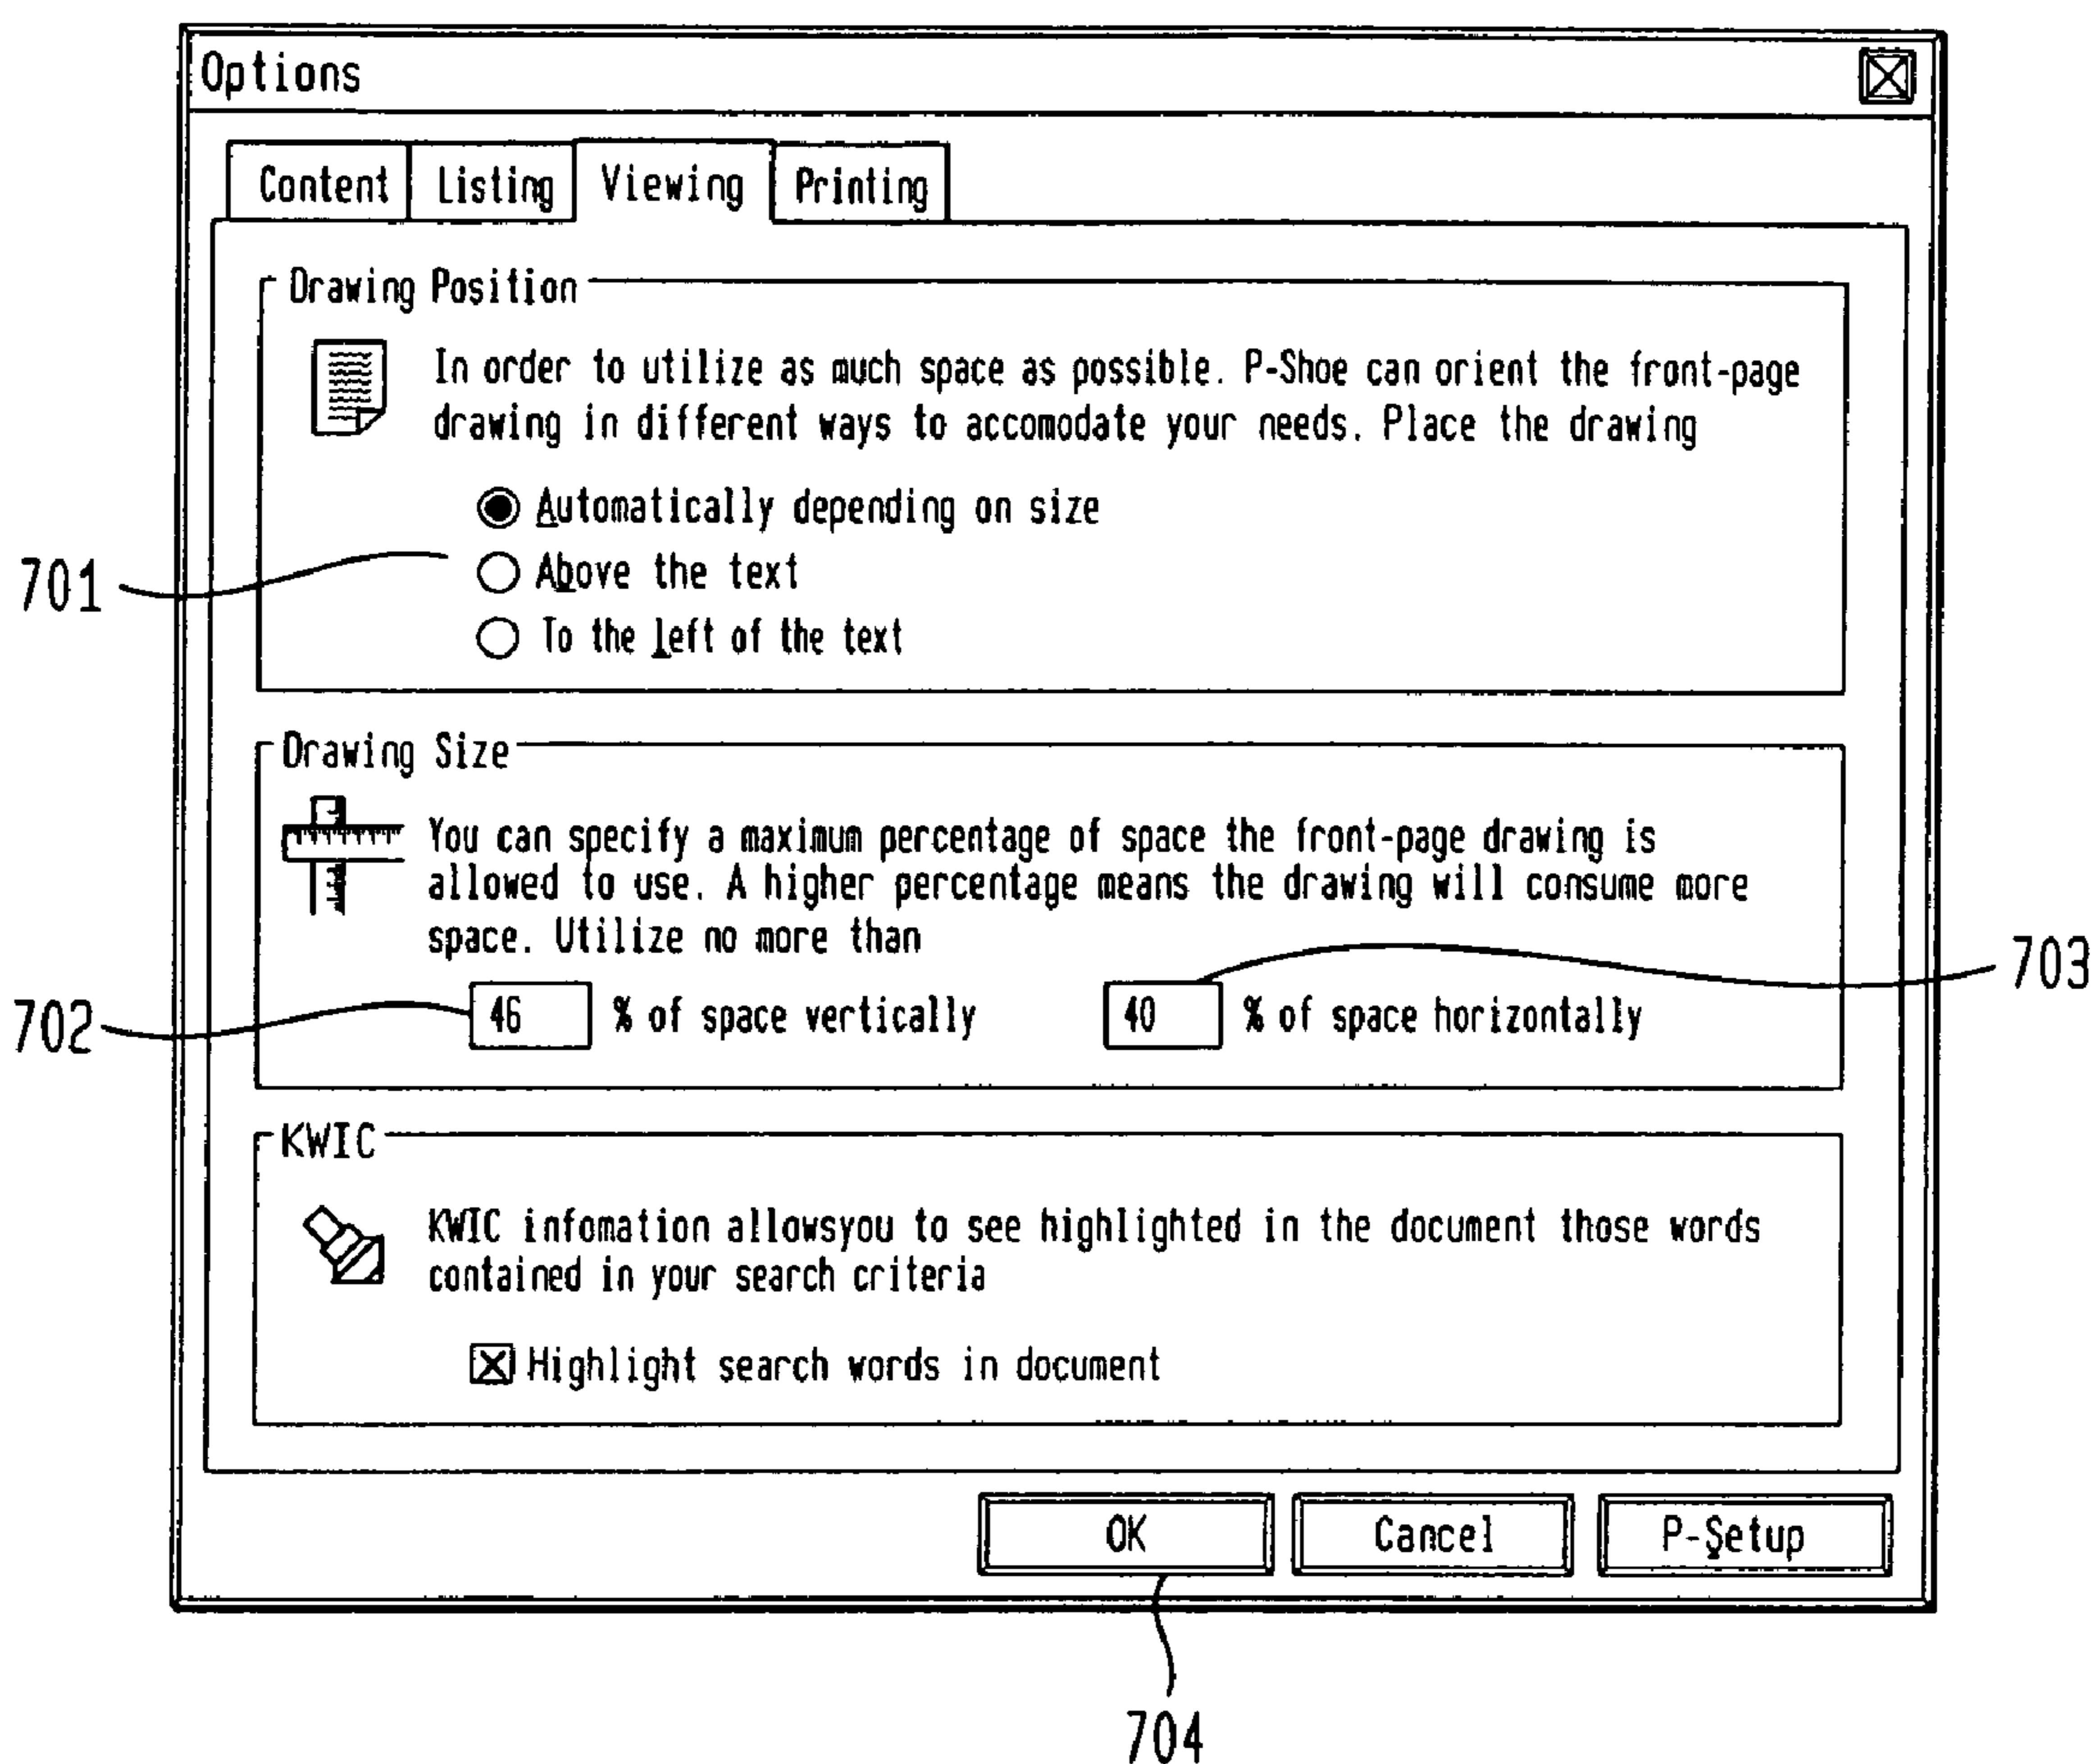 Options
Content Listing Viewing Printing
Drawing Position
In order to utilize as much space as possible. P-Shoe can orient the front-page
drawing in different ways to accomodate your needs. Place the drawing
Automatically depending on size
701
Above the text
To the left of the text
Drawing Size
You can specify a maximum percentage of space the front-page drawing is
allowed to use. A higher percentage means the drawing will consume more
space. Utilize no more than
703
702
46 % of space vertically 40 % of space horizontally
KWIC
KWIC infomation allowsyou to see highlighted in the document those words
contained in your search criteria
Highlight search words in document
OK Cancel P-Setup
704